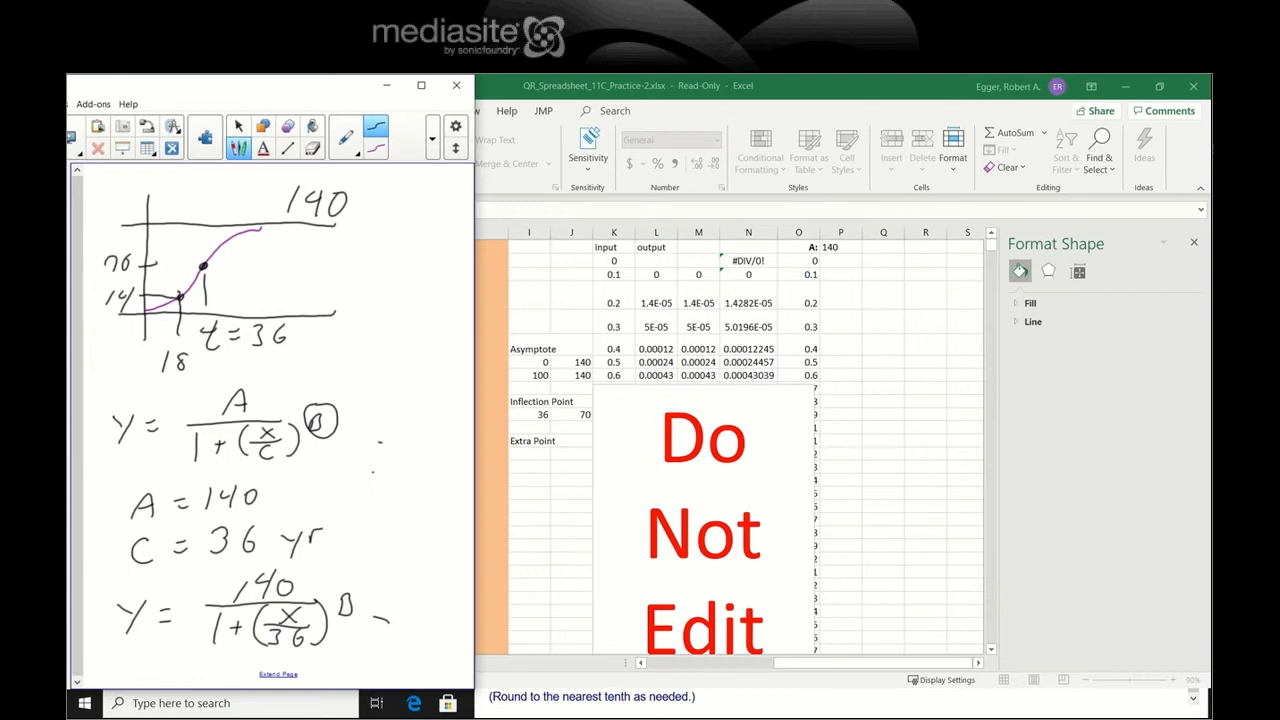 mediasite
by sonicfoundry
QR_Spreadsheet_11C_Practice-2.xlsx - Read-Only - Excel
Egger, Robert A.
ER
Add-ons Help
Help JMP Search
Share Comments
Wrap Text
Merge & Center
General
$ % ,
Sensitivity
Conditional Formatting
Format as Table
Cell Styles
Insert Delete Format
AutoSum
Fill
Clear
Sort & Filter
Find & Select
Ideas
Sensitivity Number Styles Cells Editing Ideas
I J K L M N O P Q R S
input output A: 140
0 #DIV/0! 0
0.1 0 0 0 0.1
0.2 1.4E-05 1.4E-05 1.4282E-05 0.2
0.3 5E-05 5E-05 5.0196E-05 0.3
Asymptote 0.4 0.00012 0.00012 0.00012245 0.4
0 140 0.5 0.00024 0.00024 0.00024457 0.5
100 140 0.6 0.00043 0.00043 0.00043039 0.6
Inflection Point
36 70
Extra Point
Do
Not
Edit
Format Shape
Fill
Line
140
70
14
t = 36
18
Y = A / 1 + (x/C)^B
A = 140
C = 36 yr
Y = 140 / 1 + (x/36)^B
Extend Page
Display Settings
90%
Type here to search
(Round to the nearest tenth as needed.)